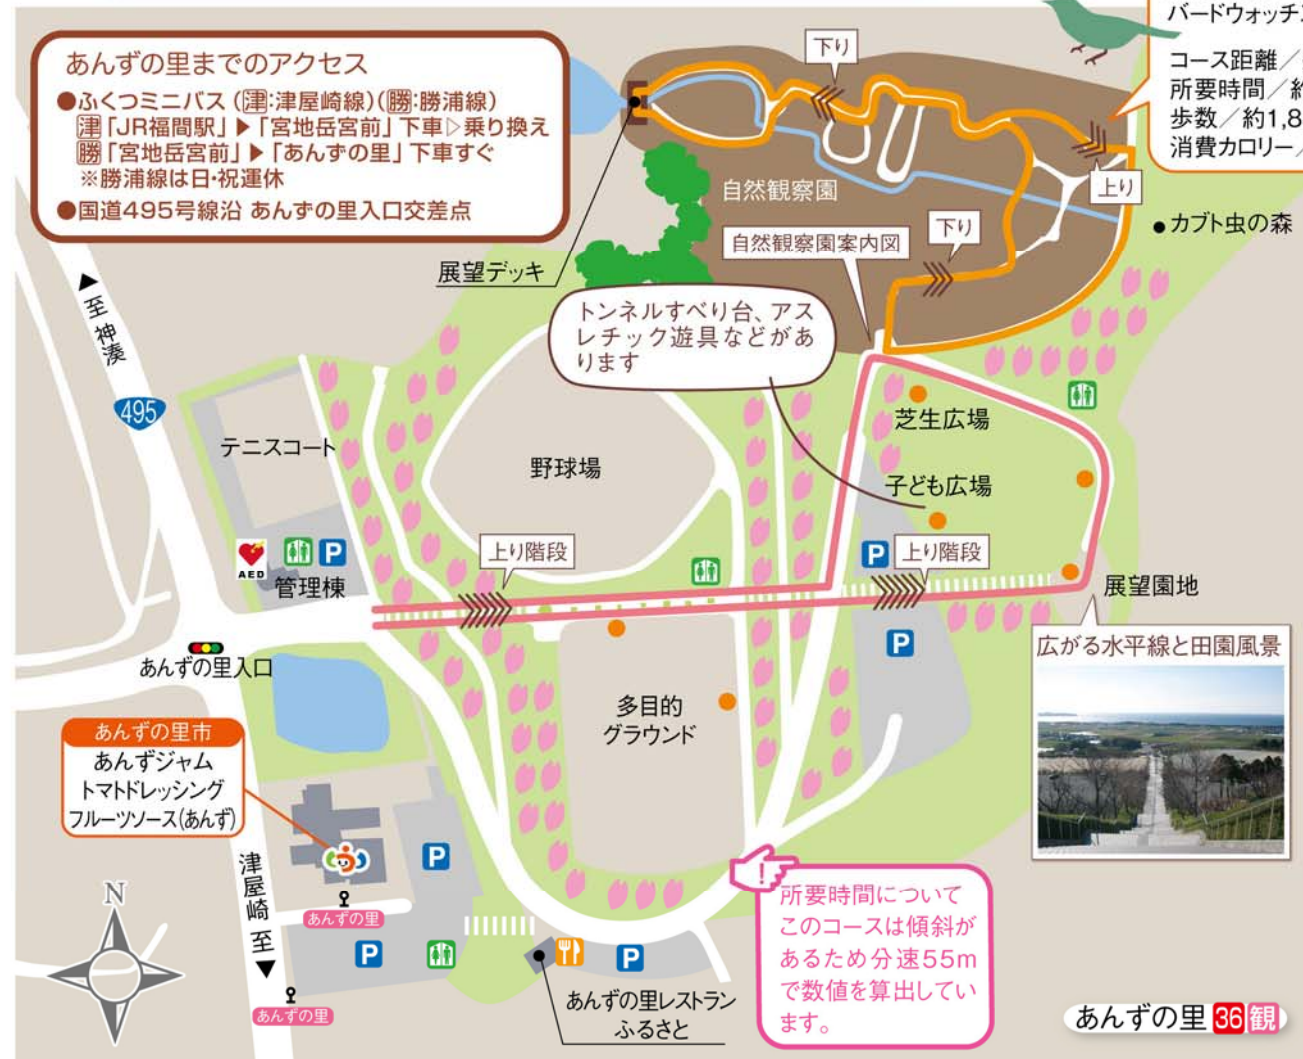 バードウォッチ
コース距離／
所要時間／約
歩数／約1,8
消費カロリー／
あんずの里までのアクセス
●ふくつミニバス（津:津屋崎線）（勝:勝浦線）
津「JR福間駅」▶「宮地岳宮前」下車▷乗り換え
勝「宮地岳宮前」▶「あんずの里」下車すぐ
※勝浦線は日・祝運休
●国道495号線沿 あんずの里入口交差点
下り
上り
自然観察園
自然観察園案内図
下り
●カブト虫の森
展望デッキ
トンネルすべり台、アス
レチック遊具などがあ
ります
▲至神湊
495
テニスコート
野球場
芝生広場
子ども広場
AED
P
管理棟
上り階段
P
上り階段
展望園地
広がる水平線と田園風景
P
あんずの里入口
多目的
グラウンド
あんずの里市
あんずジャム
トマトドレッシング
フルーツソース(あんず)
P
津屋崎至▼
あんずの里
N
P
P
あんずの里
あんずの里レストラン
ふるさと
!
所要時間について
このコースは傾斜が
あるため分速55m
で数値を算出してい
ます。
あんずの里 36 観